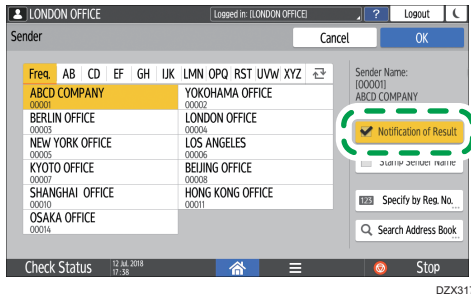 LONDON OFFICE
Logged in: [LONDON OFFICE]
?
Logout
Sender
Cancel
OK
Freq. AB CD EF GH IJK LMN OPQ RST UVW XYZ
ABCD COMPANY
00001
YOKOHAMA OFFICE
00002
BERLIN OFFICE
00003
LONDON OFFICE
00004
NEW YORK OFFICE
00005
LOS ANGELES
00006
KYOTO OFFICE
00007
BEIJING OFFICE
00008
SHANGHAI OFFICE
00010
HONG KONG OFFICE
00011
OSAKA OFFICE
00014
Sender Name:
[00001]
ABCD COMPANY
Notification of Result
Stamp Sender Name
123 Specify by Reg. No.
Search Address Book
Check Status
12 Jul. 2018
17:38
Stop
DZX317